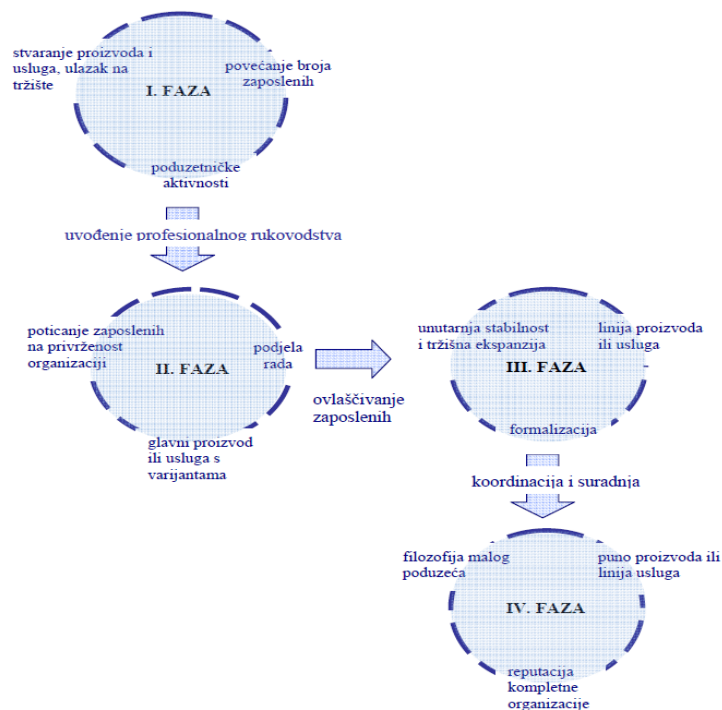 stvaranje proizvoda i
usluga, ulazak na
tržište
povećanje broja
zaposlenih
I. FAZA
poduzetničke
aktivnosti
uvođenje profesionalnog rukovodstva
poticanje zaposlenih
na privrženost
organizaciji
podjela
rada
II. FAZA
glavni proizvod
ili usluga s
varijantama
ovlaščivanje
zaposlenih
unutarnja stabilnost
i tržišna ekspanzija
linija proizvoda
ili usluga
III. FAZA
formalizacija
koordinacija i suradnja
filozofija malog
poduzeća
puno proizvoda ili
linija usluga
IV. FAZA
reputacija
kompletne
organizacije